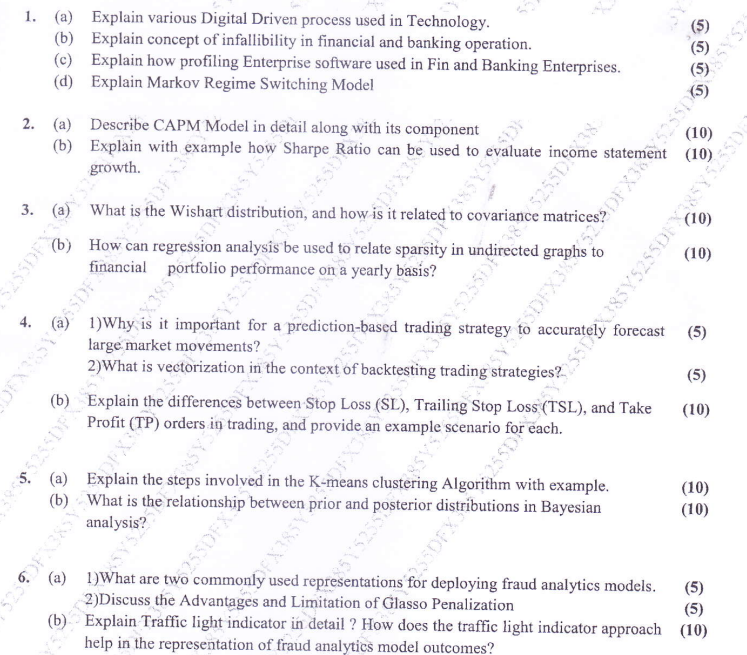 1. (a) Explain various Digital Driven process used in Technology. (5)
(b) Explain concept of infallibility in financial and banking operation. (5)
(c) Explain how profiling Enterprise software used in Fin and Banking Enterprises. (5)
(d) Explain Markov Regime Switching Model (5)
2. (a) Describe CAPM Model in detail along with its component (10)
(b) Explain with example how Sharpe Ratio can be used to evaluate income statement (10)
growth.
3. (a) What is the Wishart distribution, and how is it related to covariance matrices? (10)
(b) How can regression analysis be used to relate sparsity in undirected graphs to (10)
financial portfolio performance on a yearly basis?
4. (a) 1)Why is it important for a prediction-based trading strategy to accurately forecast (5)
large market movements?
2)What is vectorization in the context of backtesting trading strategies? (5)
(b) Explain the differences between Stop Loss (SL), Trailing Stop Loss (TSL), and Take (10)
Profit (TP) orders in trading, and provide an example scenario for each.
5. (a) Explain the steps involved in the K-means clustering Algorithm with example. (10)
(b) What is the relationship between prior and posterior distributions in Bayesian (10)
analysis?
6. (a) 1)What are two commonly used representations for deploying fraud analytics models. (5)
2)Discuss the Advantages and Limitation of Glasso Penalization (5)
(b) Explain Traffic light indicator in detail ? How does the traffic light indicator approach (10)
help in the representation of fraud analytics model outcomes?